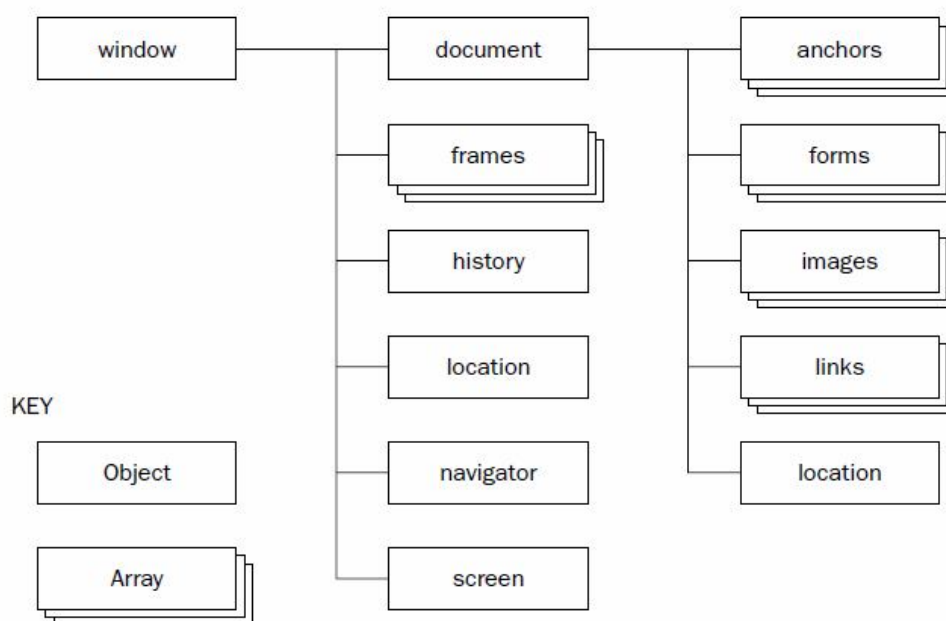 window
document
anchors
frames
forms
history
images
location
links
KEY
Object
navigator
location
Array
screen